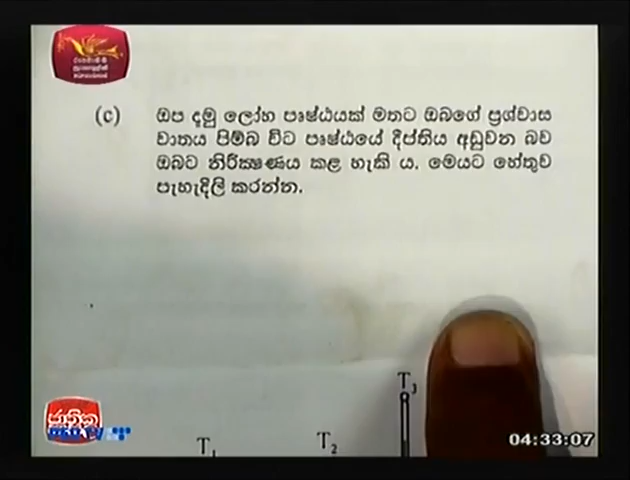 (c) ඔප දැමු ලෝහ පෘෂ්ඨයක් මතට ඔබගේ ප්‍රශ්වාස
වාතය පිම්බ විට පෘෂ්ඨයේ දීප්තිය අඩුවන බව
ඔබට නිරීක්ෂණය කළ හැකි ය. මෙයට හේතුව
පැහැදිලි කරන්න.
T₃
T₁ T₂
ජාතික
04:33:07